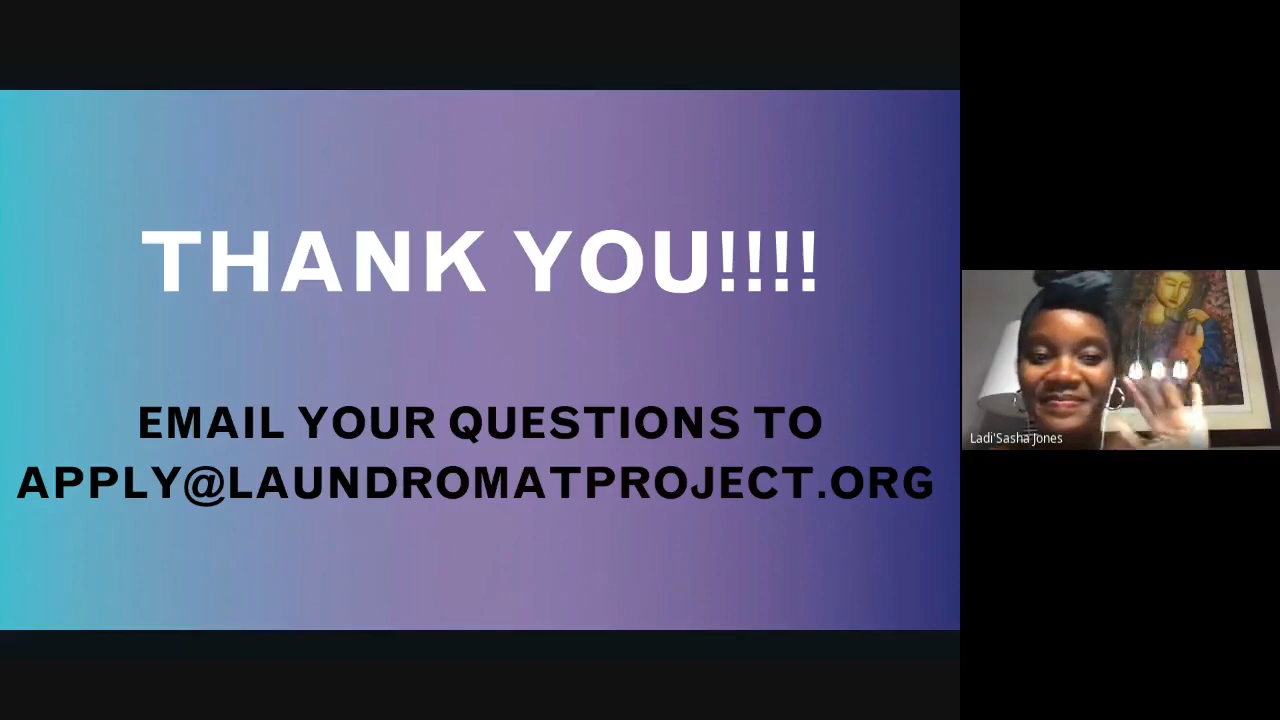 THANK YOU!!!!
EMAIL YOUR QUESTIONS TO
APPLY@LAUNDROMATPROJECT.ORG
Ladi'Sasha Jones